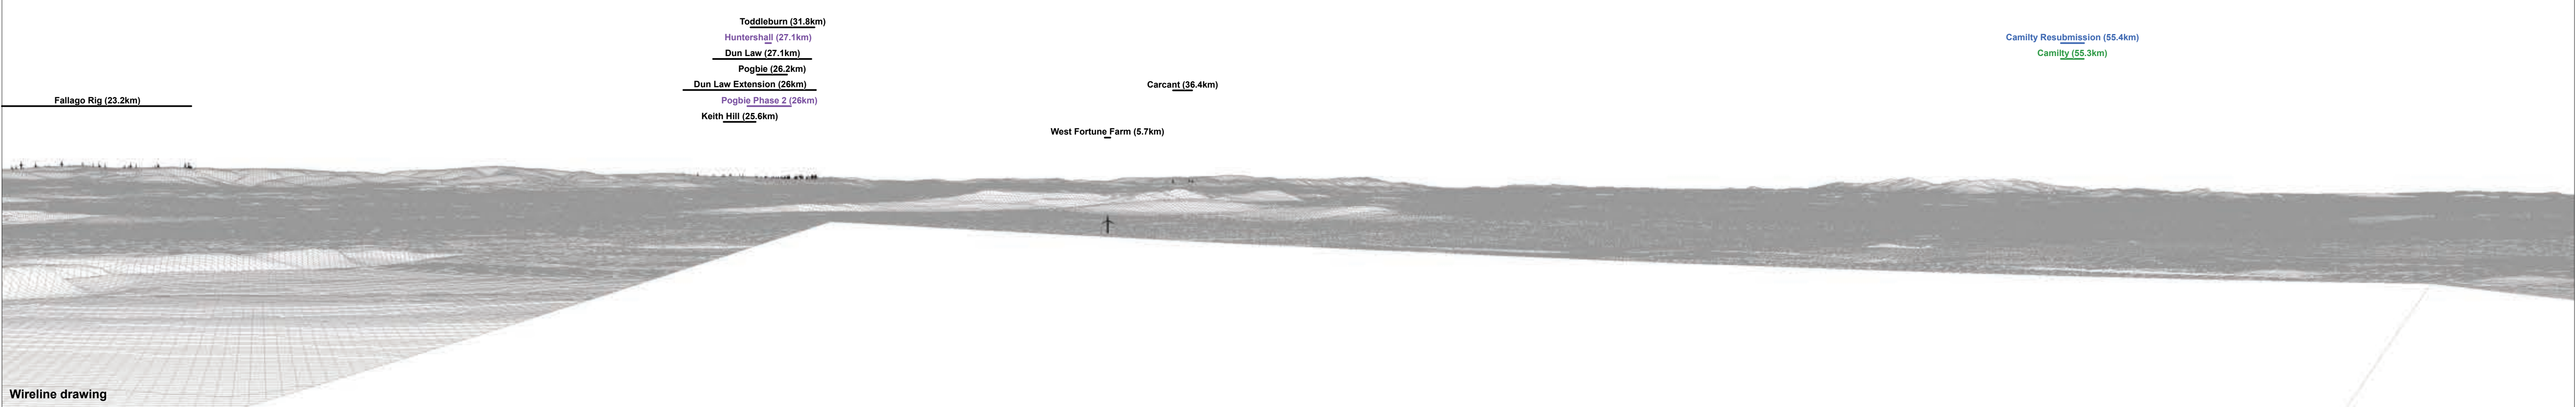 Toddleburn (31.8km)
Huntershall (27.1km)
Dun Law (27.1km)
Pogbie (26.2km)
Dun Law Extension (26km)
Fallago Rig (23.2km)
Pogbie Phase 2 (26km)
Keith Hill (25.6km)
Carcant (36.4km)
West Fortune Farm (5.7km)
Camilty Resubmission (55.4km)
Camilty (55.3km)
Wireline drawing